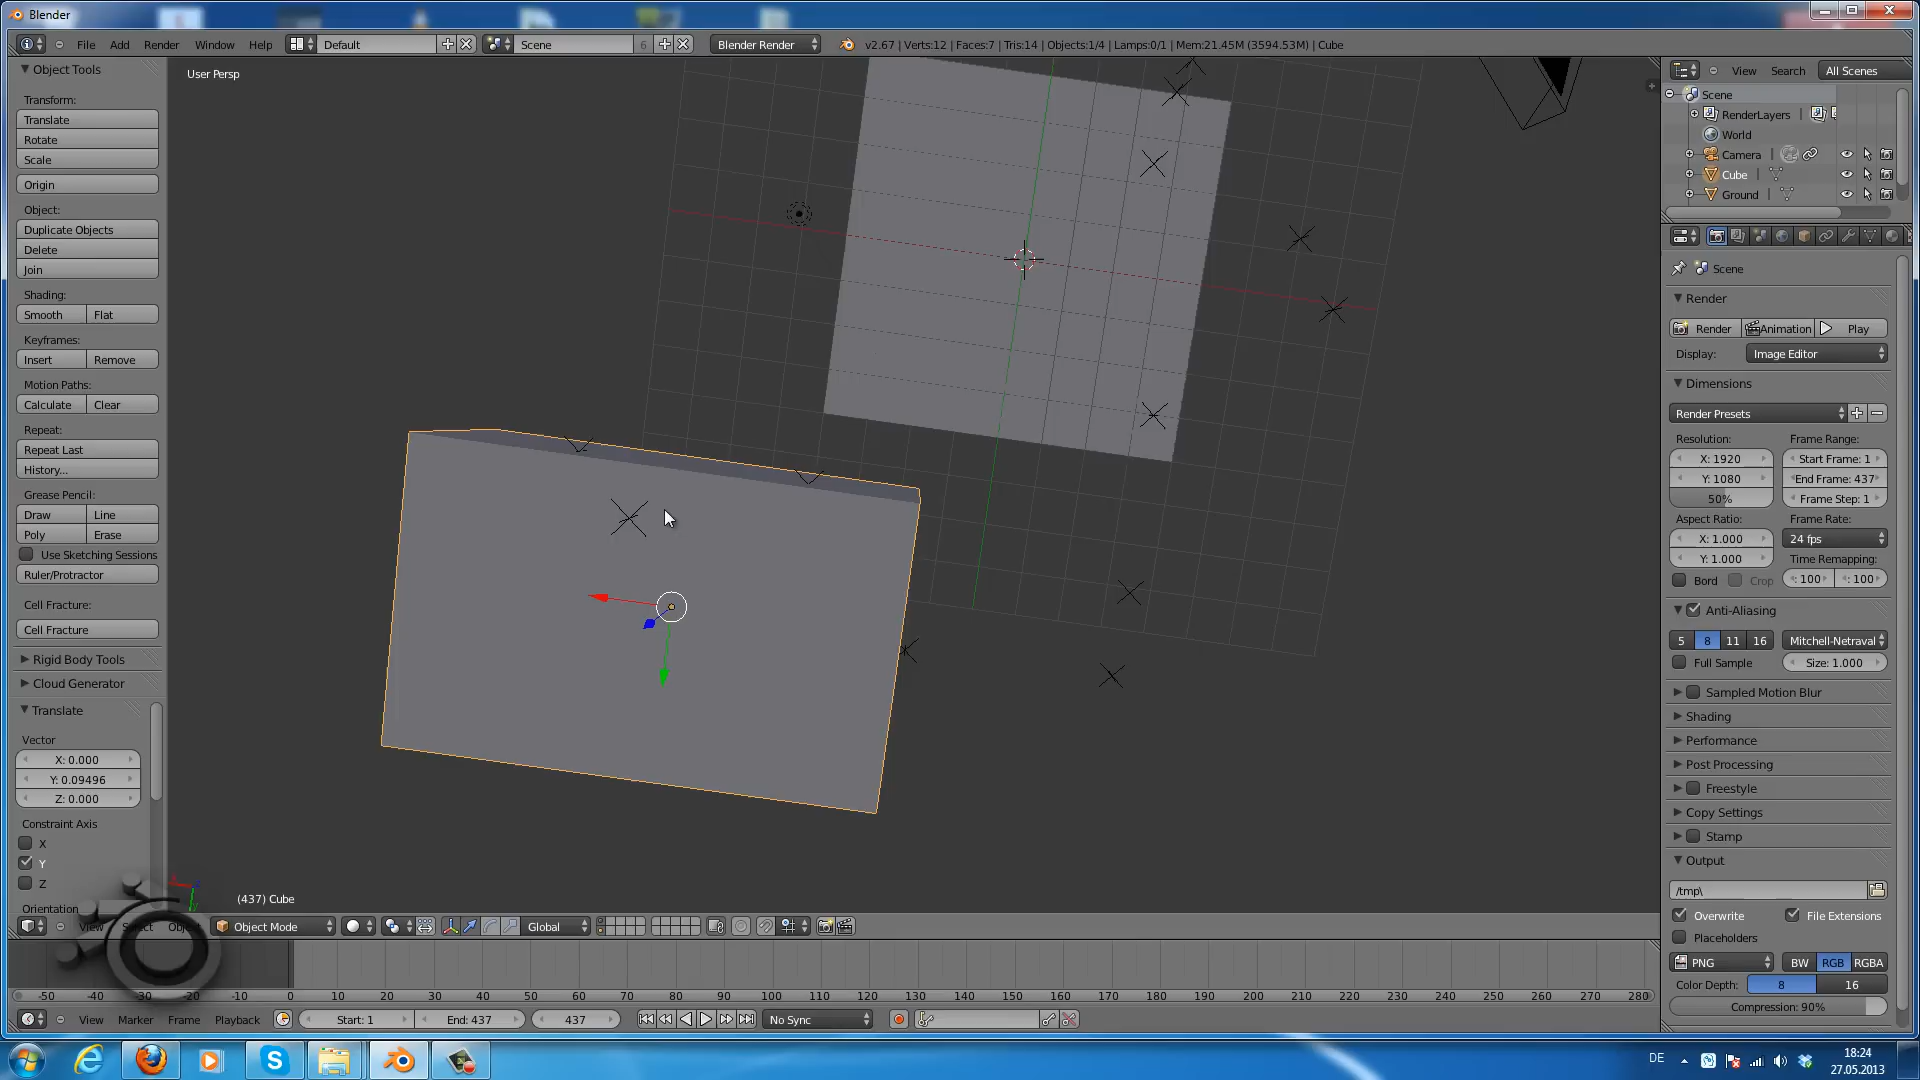 Blender
File Add Render Window Help Default Scene 6 Blender Render v2.67 | Verts:12 | Faces:7 | Tris:14 | Objects:1/4 | Lamps:0/1 | Mem:21.45M (3594.53M) | Cube
Object Tools
Transform:
Translate
Rotate
Scale
Origin
Object:
Duplicate Objects
Delete
Join
Shading:
Smooth Flat
Keyframes:
Insert Remove
Motion Paths:
Calculate Clear
Repeat:
Repeat Last
History...
Grease Pencil:
Draw Line
Poly Erase
Use Sketching Sessions
Ruler/Protractor
Cell Fracture:
Cell Fracture
Rigid Body Tools
Cloud Generator
Translate
Vector
X: 0.000
Y: 0.09496
Z: 0.000
Constraint Axis
X
Y
Z
Orientation
User Persp
(437) Cube
View Select Object Object Mode Global
-50 -40 -30 -20 -10 0 10 20 30 40 50 60 70 80 90 100 110 120 130 140 150 160 170 180 190 200 210 220 230 240 250 260 270 280
View Marker Frame Playback Start: 1 End: 437 437 No Sync
View Search All Scenes
Scene
RenderLayers
World
Camera
Cube
Ground
Scene
Render
Render Animation Play
Display: Image Editor
Dimensions
Render Presets
Resolution: Frame Range:
X: 1920 Start Frame: 1
Y: 1080 End Frame: 437
50% Frame Step: 1
Aspect Ratio: Frame Rate:
X: 1.000 24 fps
Y: 1.000 Time Remapping:
Bord Crop : 100 : 100
Anti-Aliasing
5 8 11 16 Mitchell-Netraval
Full Sample Size: 1.000
Sampled Motion Blur
Shading
Performance
Post Processing
Freestyle
Copy Settings
Stamp
Output
/tmp\
Overwrite File Extensions
Placeholders
PNG BW RGB RGBA
Color Depth: 8 16
Compression: 90%
DE 18:24
27.05.2013